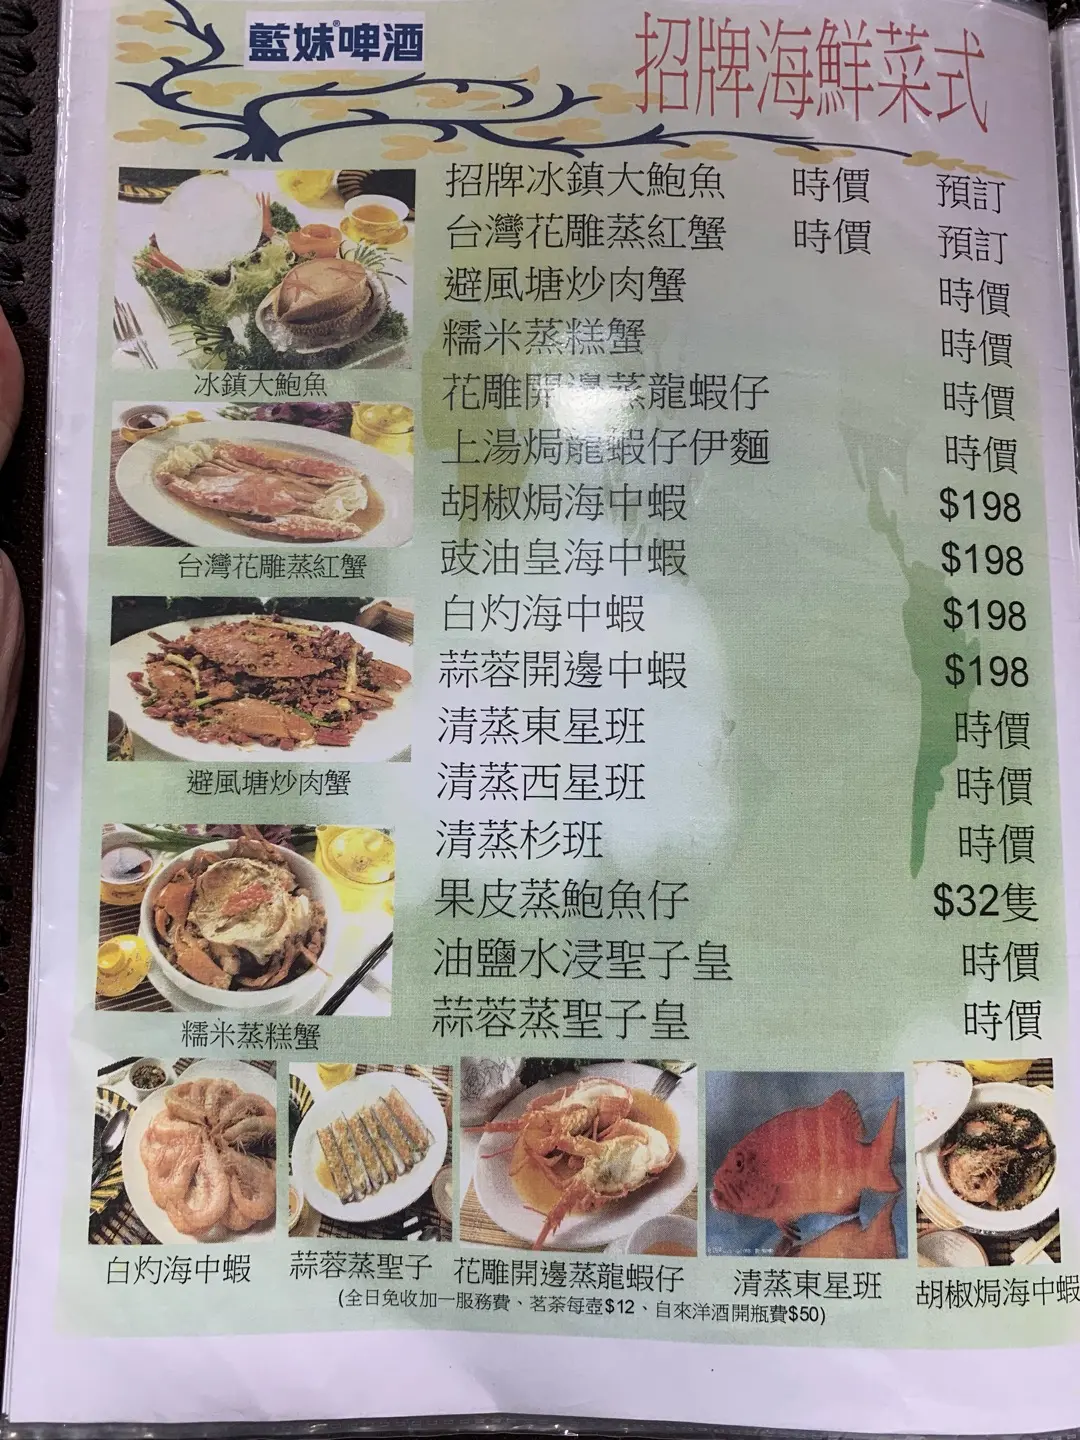 藍妹®啤酒
招牌海鮮菜式
招牌冰鎮大鮑魚 時價 預訂
台灣花雕蒸紅蟹 時價 預訂
避風塘炒肉蟹 時價
糯米蒸糕蟹 時價
花雕開邊蒸龍蝦仔 時價
上湯焗龍蝦仔伊麵 時價
胡椒焗海中蝦 $198
豉油皇海中蝦 $198
白灼海中蝦 $198
蒜蓉開邊中蝦 $198
清蒸東星班 時價
清蒸西星班 時價
清蒸杉班 時價
果皮蒸鮑魚仔 $32隻
油鹽水浸聖子皇 時價
蒜蓉蒸聖子皇 時價
冰鎮大鮑魚
台灣花雕蒸紅蟹
避風塘炒肉蟹
糯米蒸糕蟹
白灼海中蝦
蒜蓉蒸聖子
花雕開邊蒸龍蝦仔
清蒸東星班
胡椒焗海中蝦
(全日免收加一服務費、茗茶每壺$12、自來洋酒開瓶費$50)